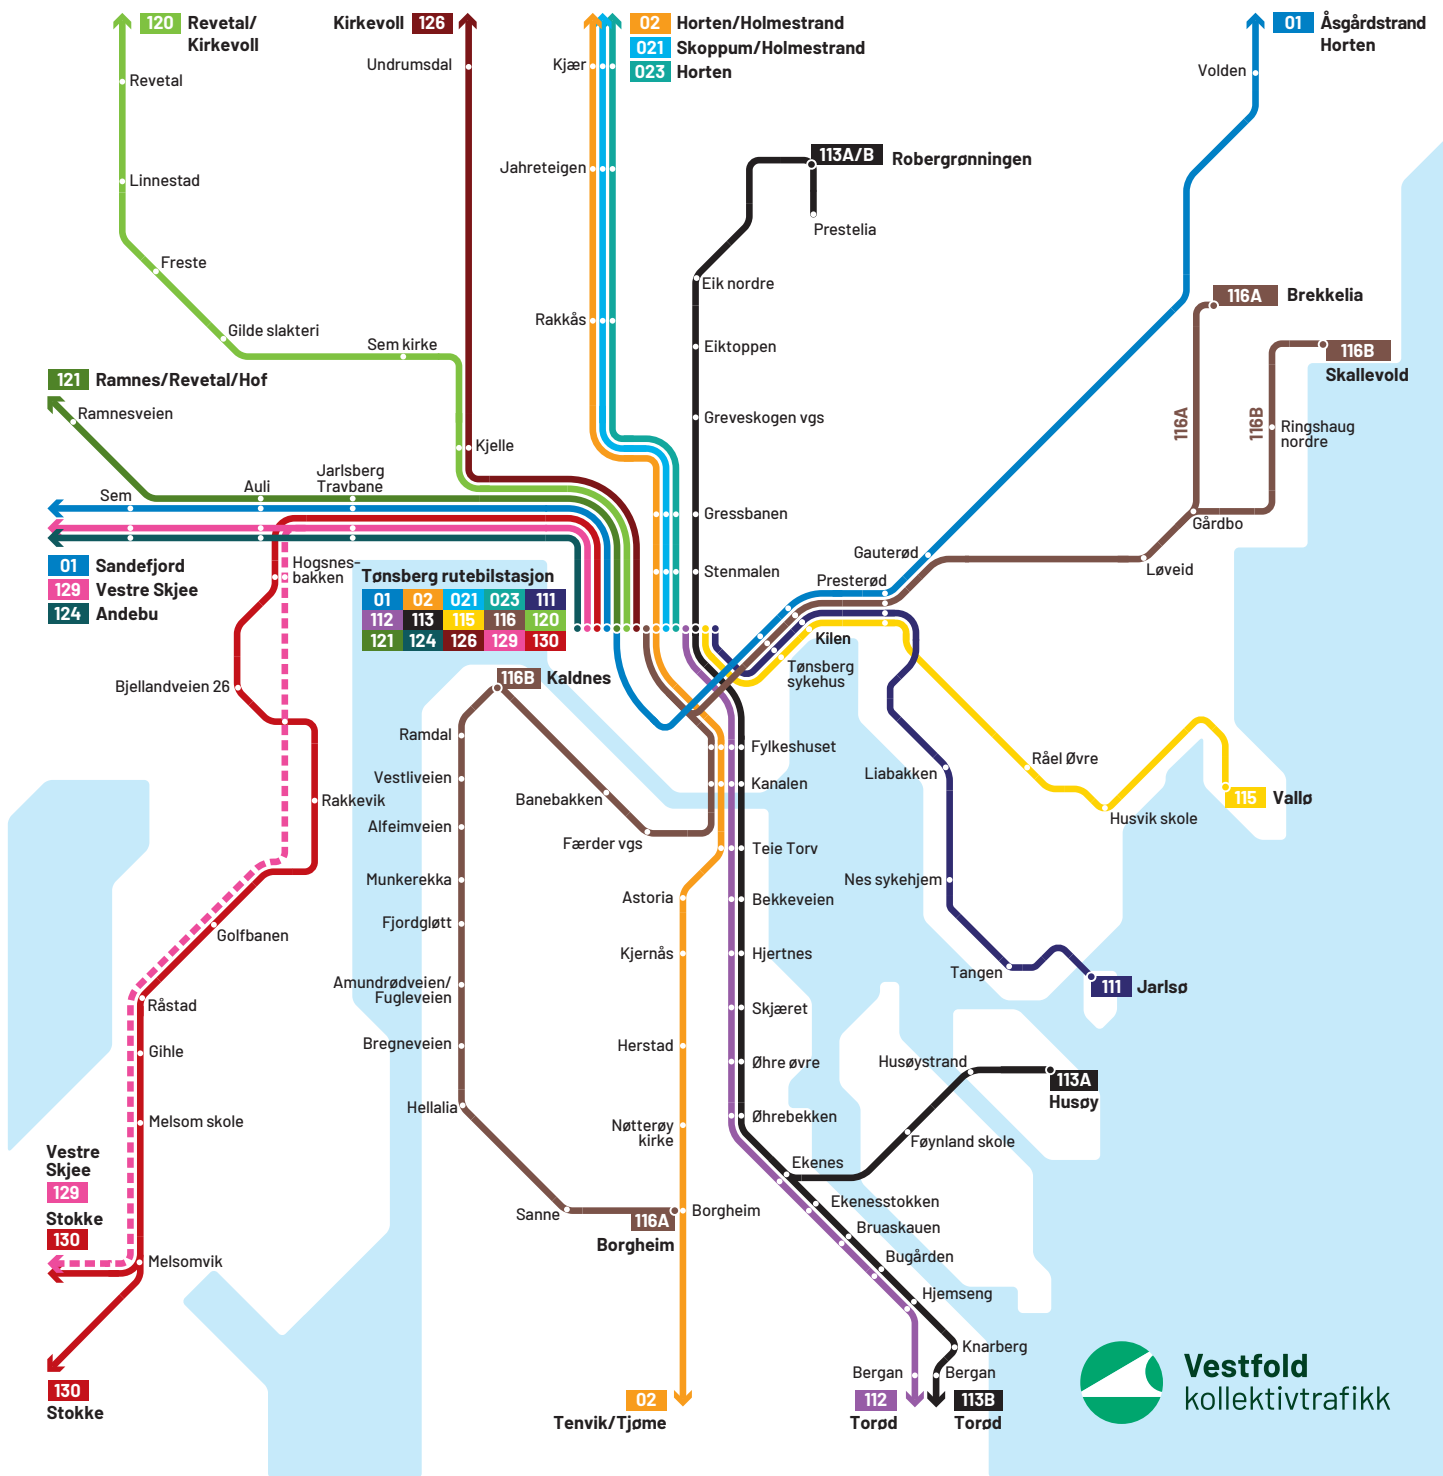 120 Revetal/
Kirkevoll
Kirkevoll 126
02 Horten/Holmestrand
021 Skoppum/Holmestrand
023 Horten
01 Åsgårdstrand
Horten
Undrumsdal
Kjær
Volden
Revetal
113A/B Robergrønningen
Jahreteigen
Linnestad
Prestelia
Freste
Eik nordre
116A Brekkelia
Gilde slakteri
Rakkås
Sem kirke
Eiktoppen
116B
Skallevold
121 Ramnes/Revetal/Hof
Ramnesveien
Greveskogen vgs
116A
116B
Ringshaug
nordre
Kjelle
Jarlsberg
Travbane
Auli
Sem
Gressbanen
Gårdbo
Gauterød
Løveid
01 Sandefjord
129 Vestre Skjee
124 Andebu
Hogsnes-
bakken
Tønsberg rutebilstasjon
01 02 021 023 111
112 113 115 116 120
121 124 126 129 130
Stenmalen
Presterød
Kilen
Tønsberg
sykehus
116B Kaldnes
Bjellandveien 26
Ramdal
Fylkeshuset
Vestliveien
Kanalen
Liabakken
Råel Øvre
Rakkevik
Banebakken
115 Vallø
Husvik skole
Alfeimveien
Færder vgs
Teie Torv
Munkerekka
Nes sykehjem
Astoria
Bekkeveien
Fjordgløtt
Golfbanen
Kjernås
Hjertnes
Tangen
111 Jarlsø
Amundrødveien/
Fugleveien
Råstad
Skjæret
Gihle
Bregneveien
Herstad
Øhre øvre
Husøystrand
113A
Husøy
Hellalia
Øhrebekken
Melsom skole
Nøtterøy
kirke
Føynland skole
Vestre
Skjee
129
Stokke
130
Ekenes
Ekenesstokken
Sanne
116A
Borgheim
Borgheim
Bruaskauen
Bugården
Melsomvik
Hjemseng
Knarberg
Bergan
Bergan
130
Stokke
02
Tenvik/Tjøme
112
Torød
113B
Torød
Vestfold
kollektivtrafikk